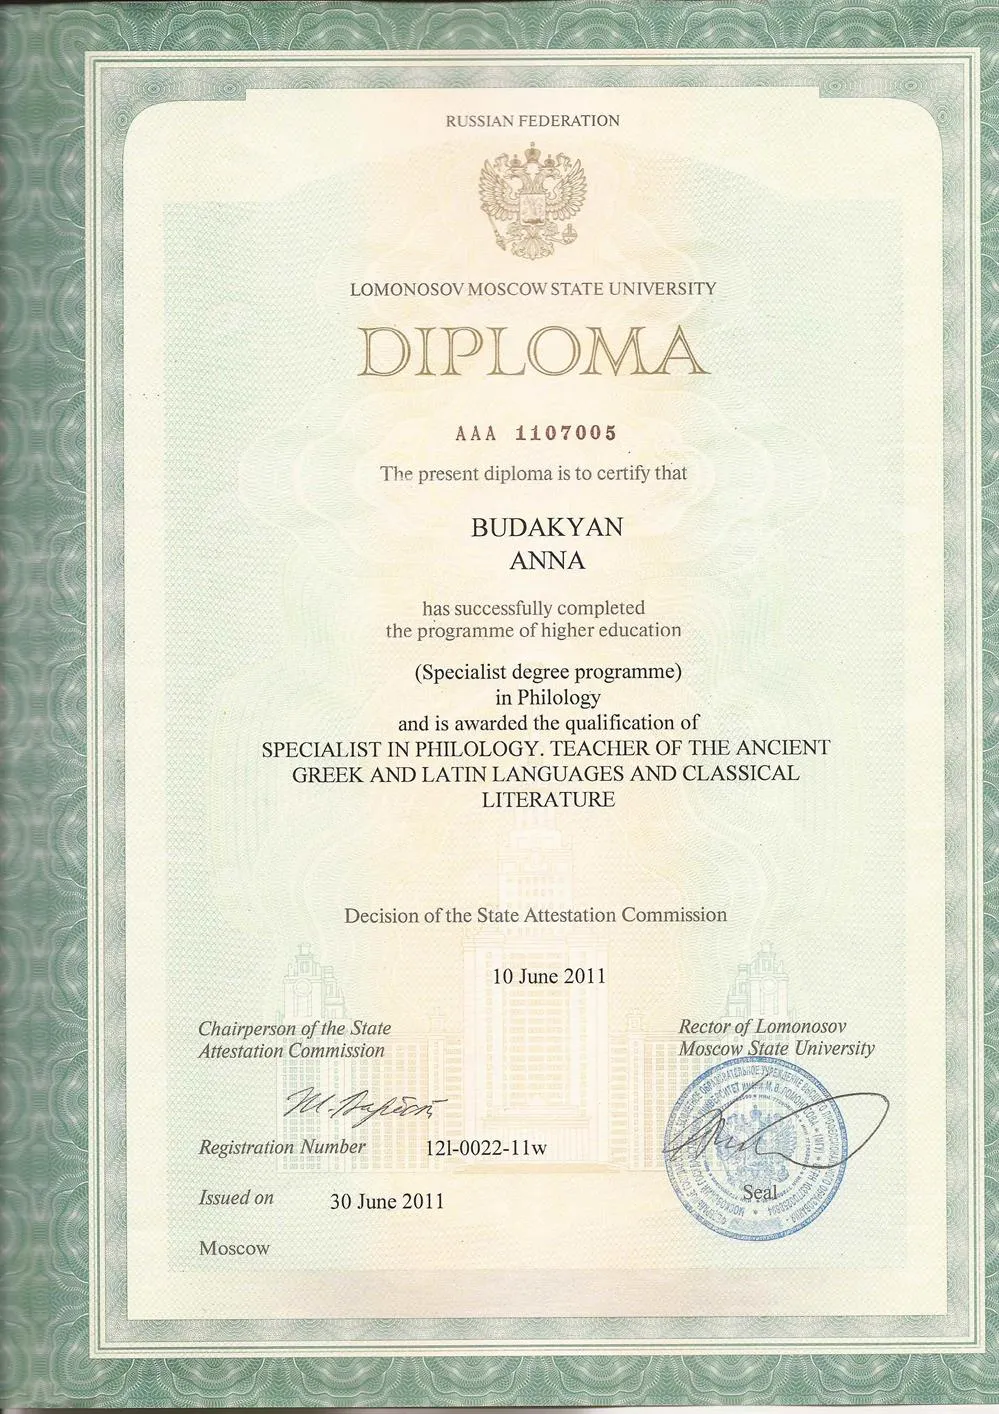 RUSSIAN FEDERATION
LOMONOSOV MOSCOW STATE UNIVERSITY
DIPLOMA
AAA 1107005
The present diploma is to certify that
BUDAKYAN
ANNA
has successfully completed
the programme of higher education
(Specialist degree programme)
in Philology
and is awarded the qualification of
SPECIALIST IN PHILOLOGY. TEACHER OF THE ANCIENT
GREEK AND LATIN LANGUAGES AND CLASSICAL
LITERATURE
Decision of the State Attestation Commission
10 June 2011
Chairperson of the State
Attestation Commission
Rector of Lomonosov
Moscow State University
Registration Number 12l-0022-11w
Seal
Issued on 30 June 2011
Moscow